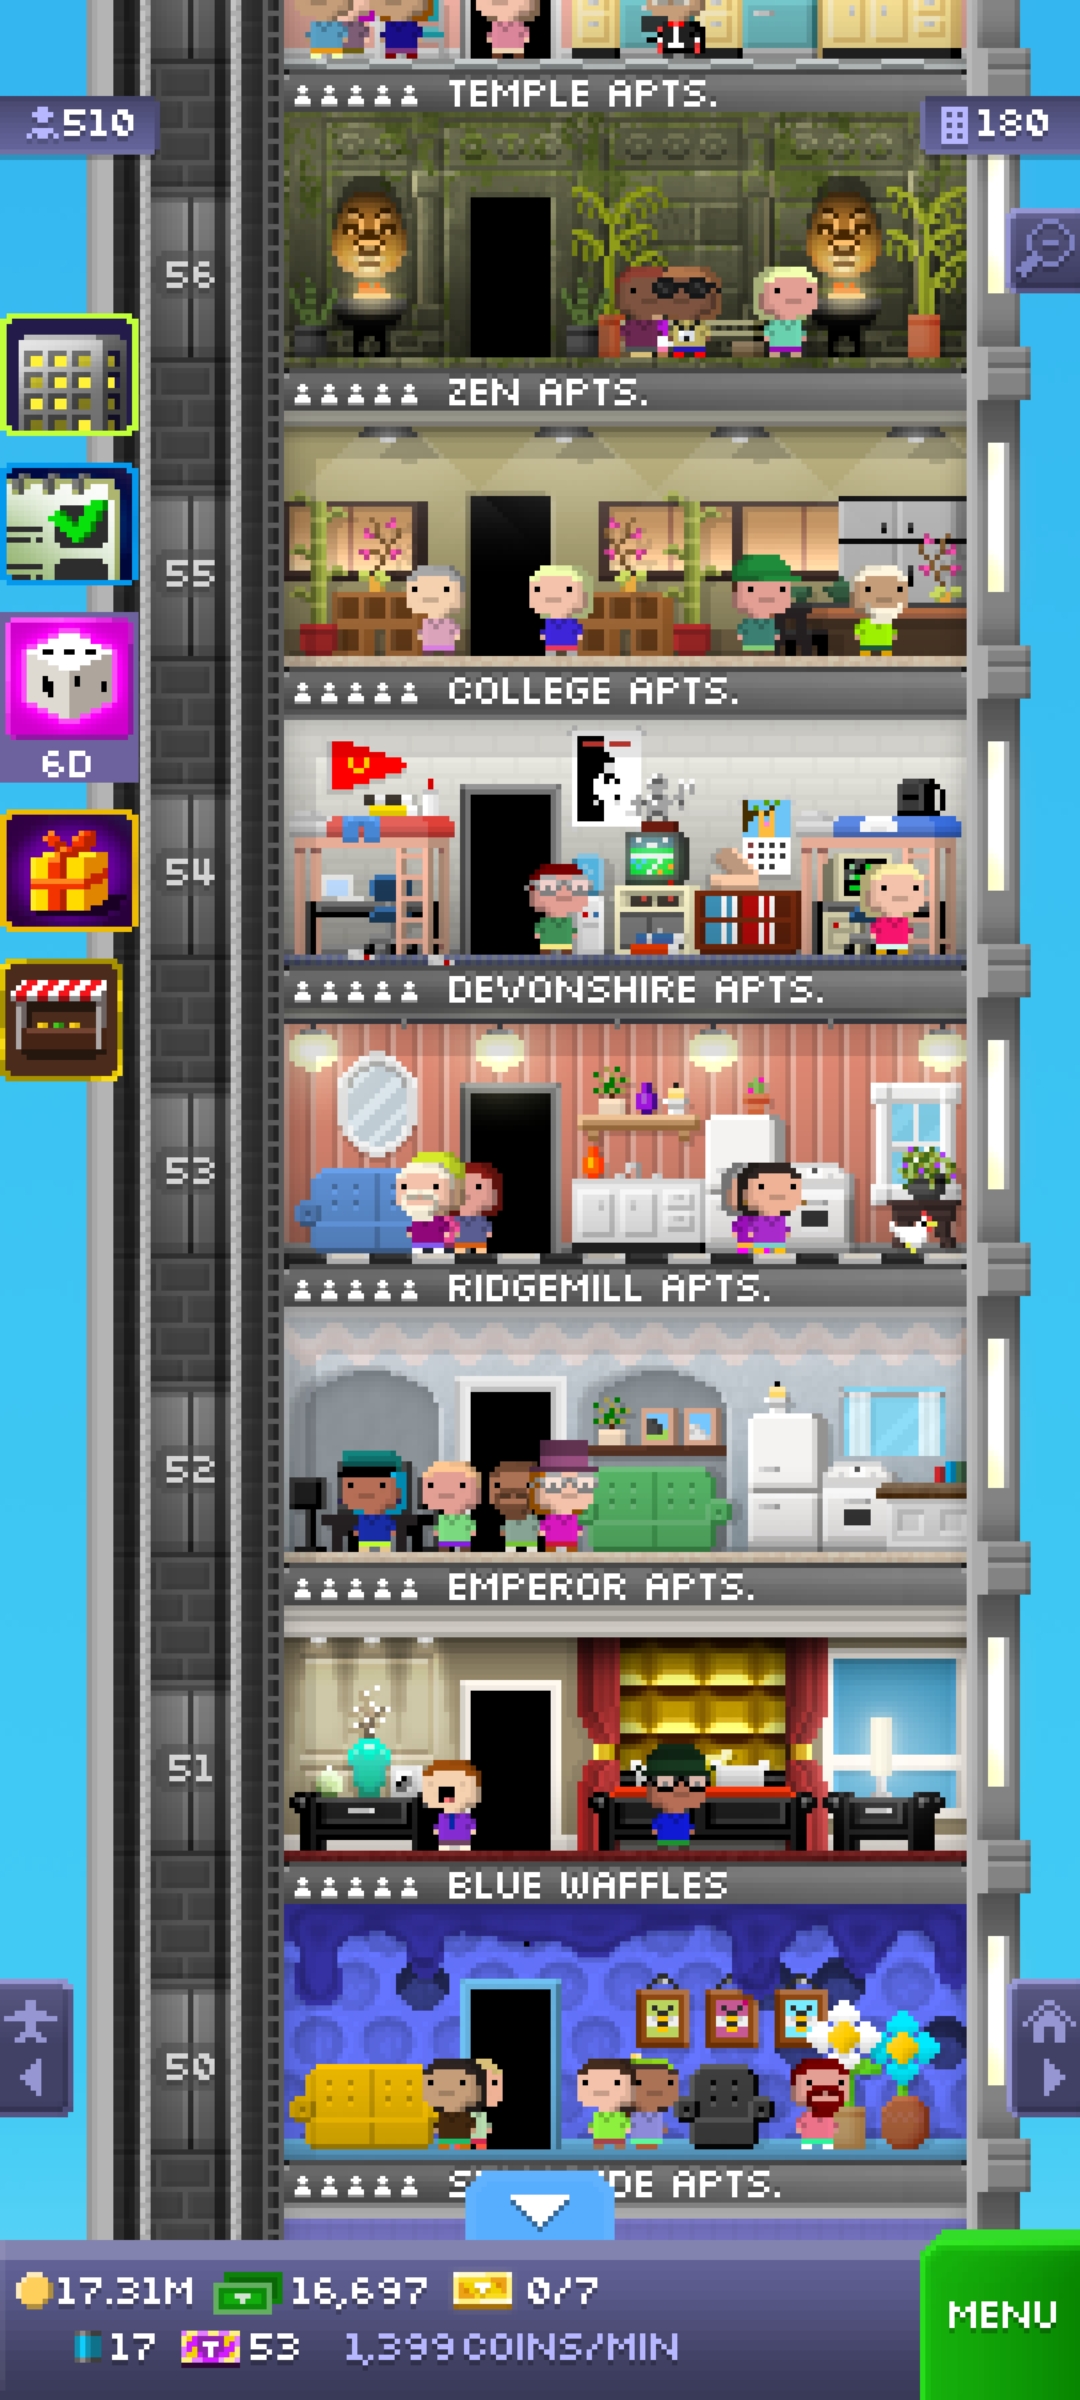 TEMPLE APTS.
510
180
56
ZEN APTS.
55
COLLEGE APTS.
6D
54
DEVONSHIRE APTS.
53
RIDGEMILL APTS.
52
EMPEROR APTS.
51
BLUE WAFFLES
50
APTS.
17.31M 16,697 0/7
MENU
17 T 53 1,399 COINS/MIN